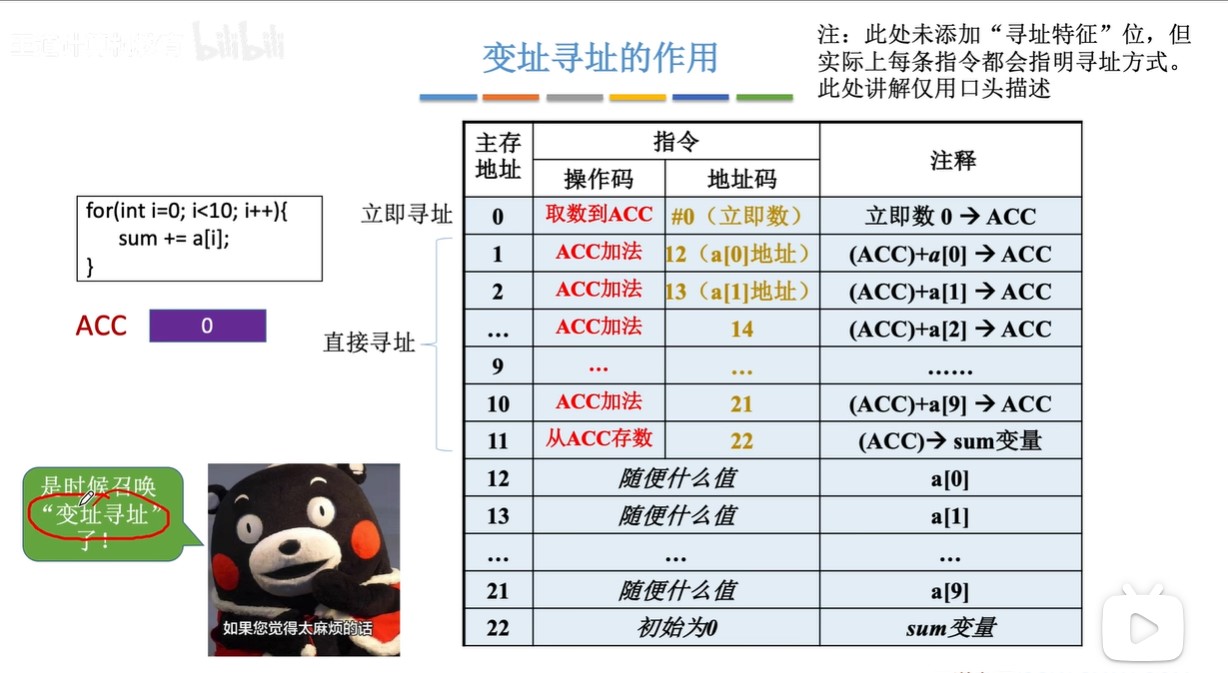 bilibili
变址寻址的作用
注：此处未添加“寻址特征”位，但
实际上每条指令都会指明寻址方式。
此处讲解仅用口头描述
for(int i=0; i<10; i++){
sum += a[i];
}
ACC 0
立即寻址
直接寻址
主存地址 指令 注释
操作码 地址码
0 取数到ACC #0（立即数） 立即数 0 → ACC
1 ACC加法 12（a[0]地址） (ACC)+a[0] → ACC
2 ACC加法 13（a[1]地址） (ACC)+a[1] → ACC
... ACC加法 14 (ACC)+a[2] → ACC
9 ... ... ......
10 ACC加法 21 (ACC)+a[9] → ACC
11 从ACC存数 22 (ACC)→ sum变量
12 随便什么值 a[0]
13 随便什么值 a[1]
... ... ...
21 随便什么值 a[9]
22 初始为0 sum变量
是时候召唤
“变址寻址”
了！
如果您觉得太麻烦的话